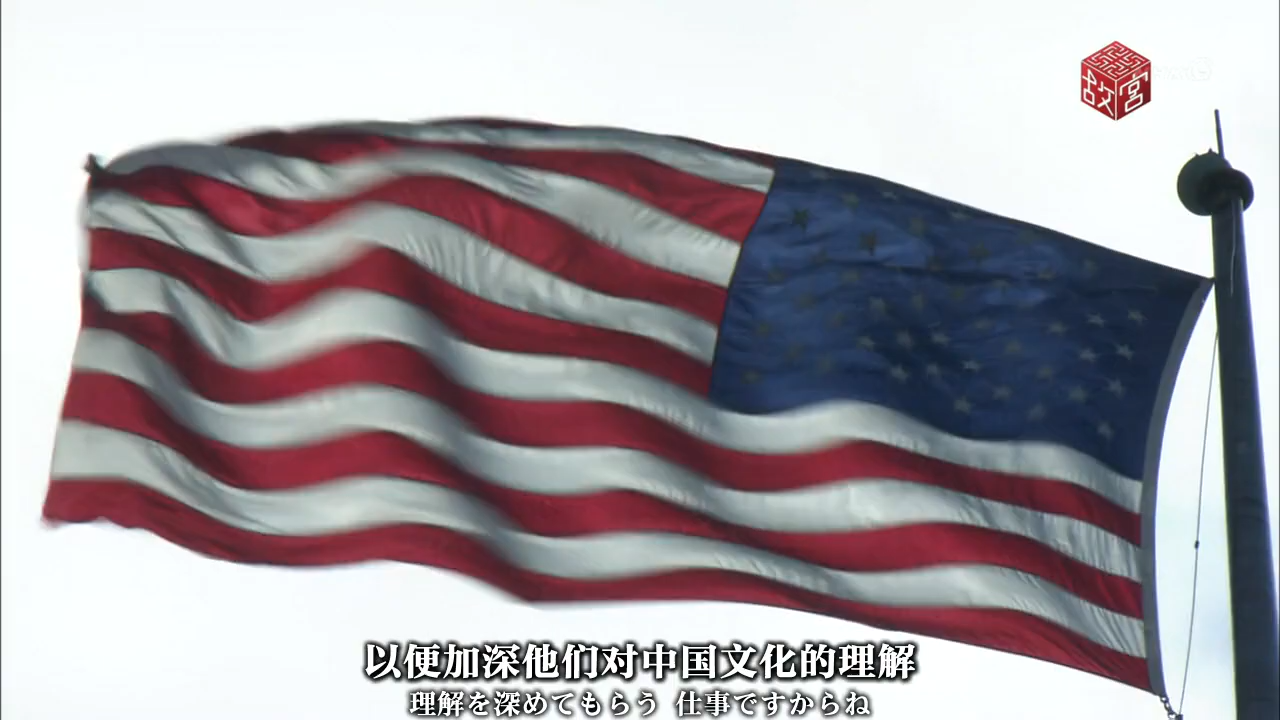 故宮
以便加深他们对中国文化的理解
理解を深めてもらう 仕事ですからね